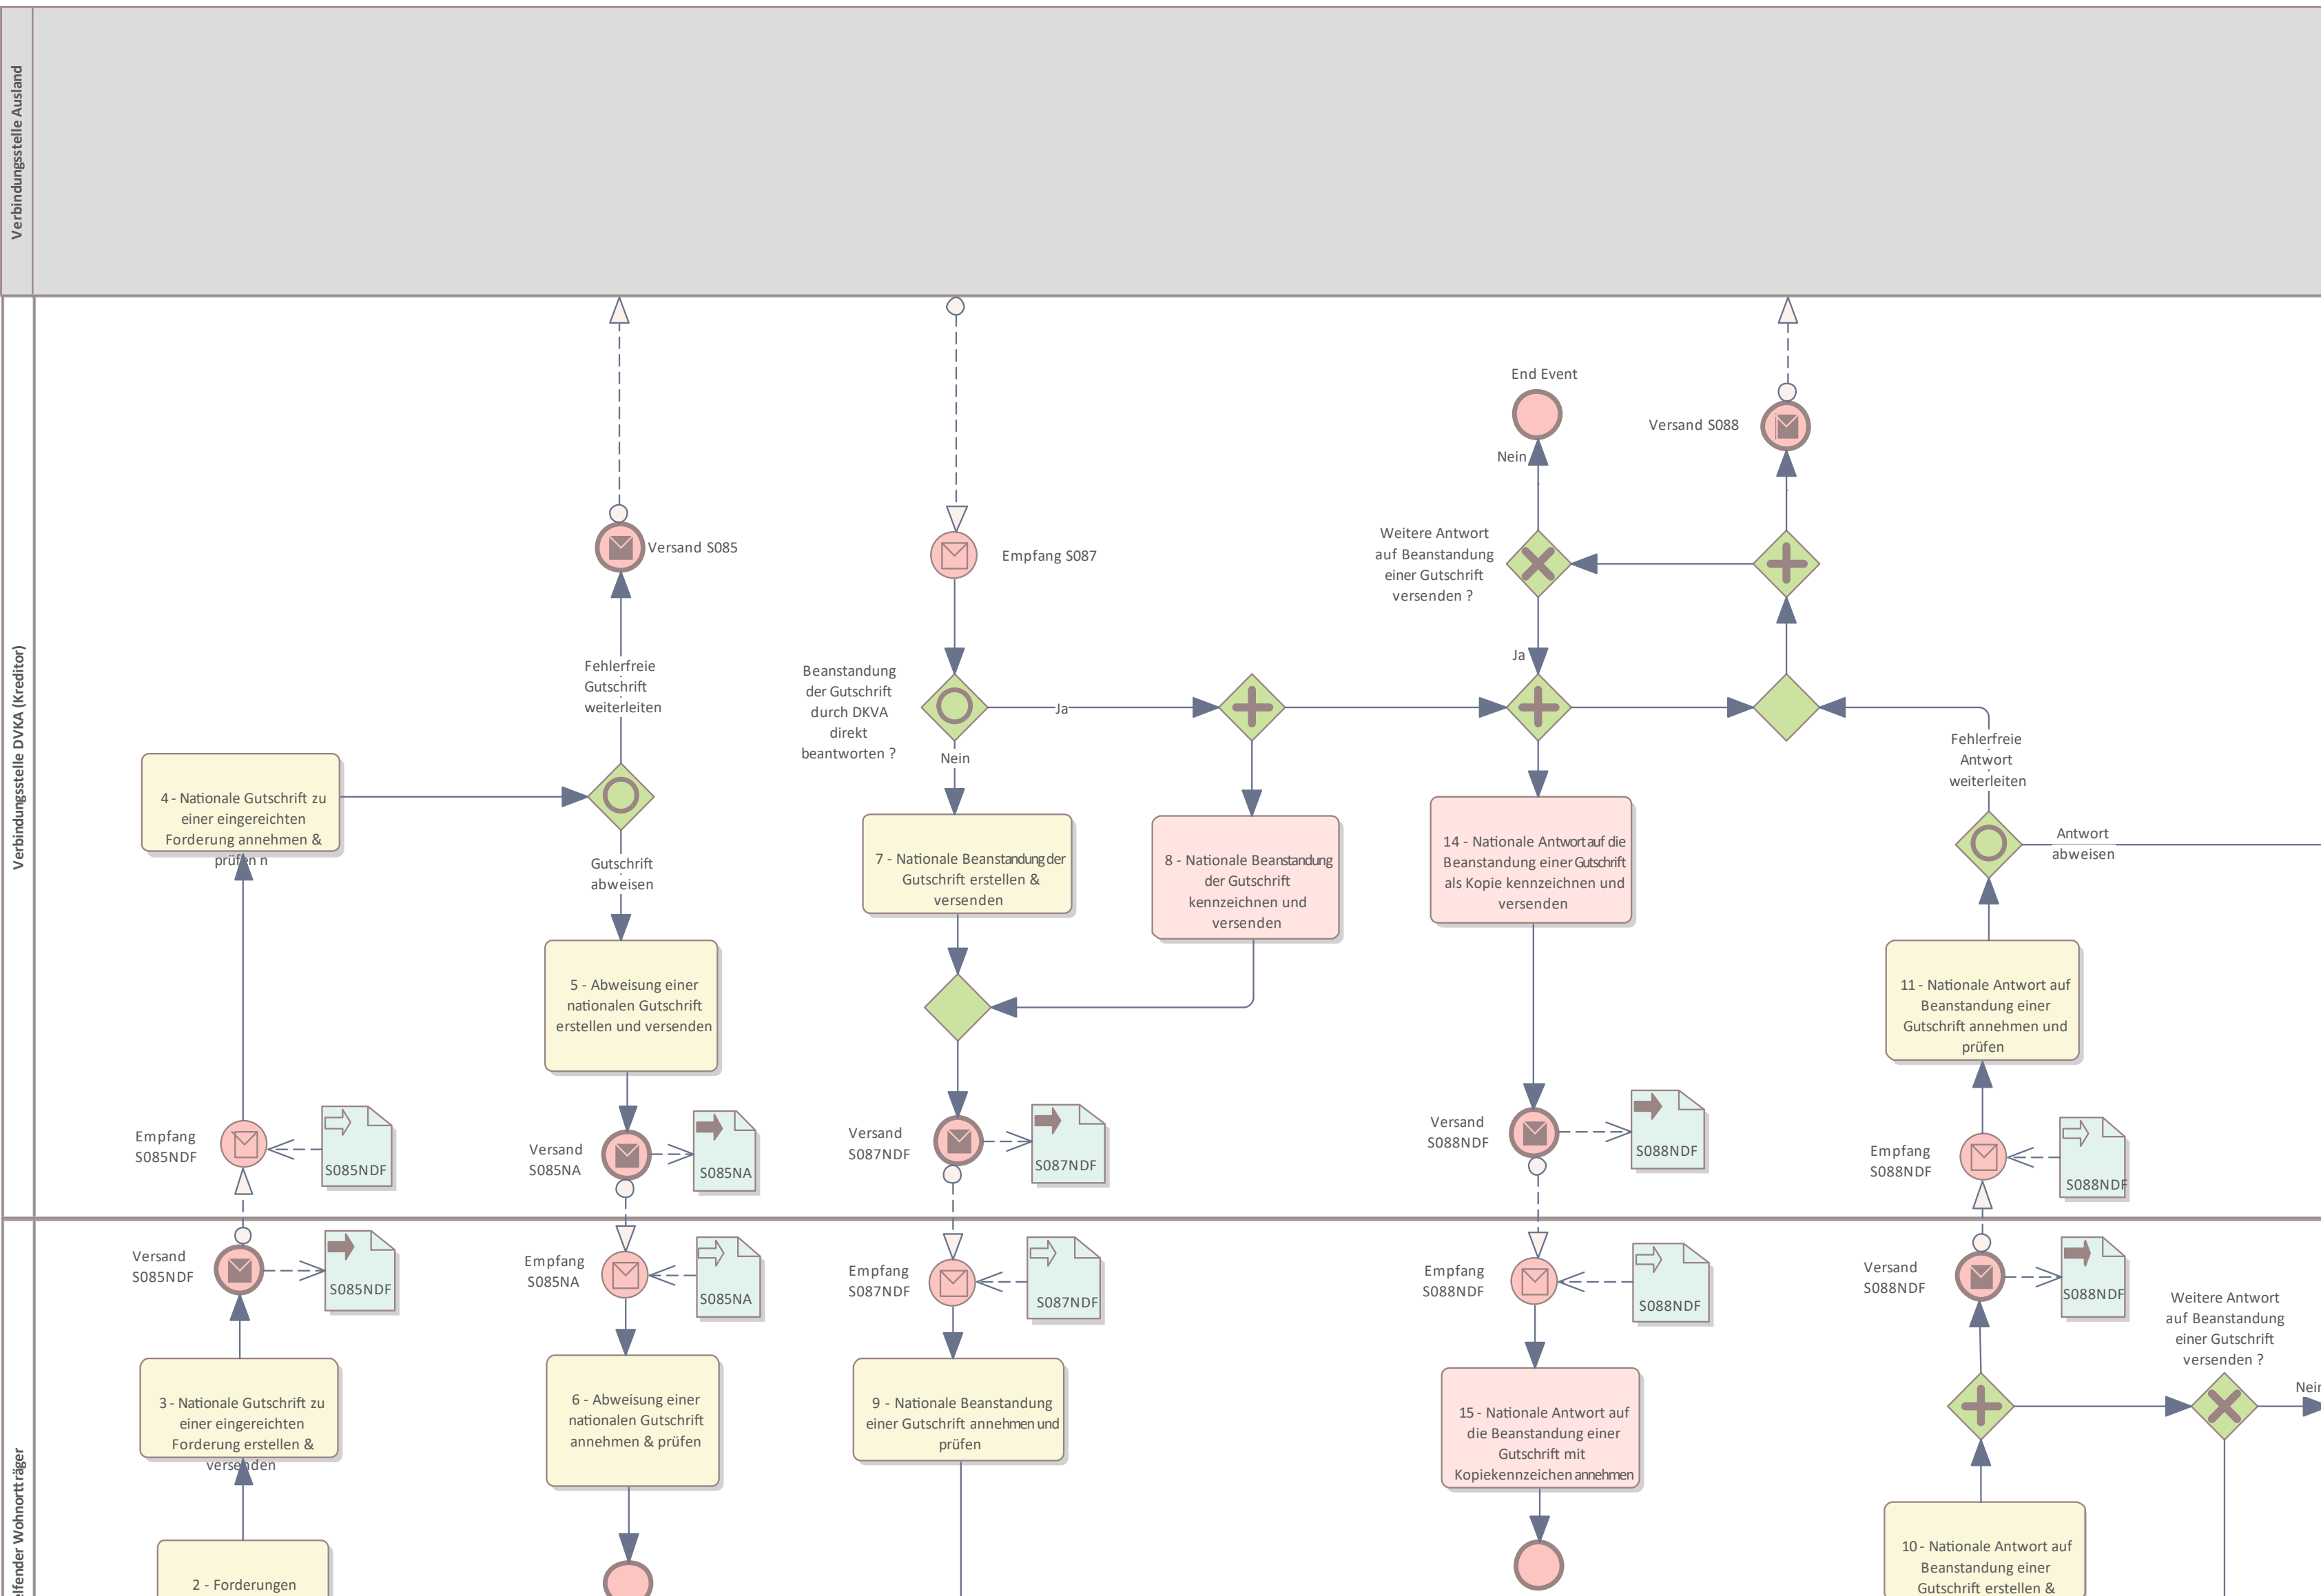 Verbindungsstelle Ausland
Verbindungsstelle DVKA (Kreditor)
End Event
Versand S088
Nein
Versand S085
Empfang S087
Weitere Antwort
auf Beanstandung
einer Gutschrift
versenden ?
Ja
Fehlerfreie
Gutschrift
weiterleiten
Beanstandung
der Gutschrift
durch DKVA
direkt
beantworten ?
Ja
Nein
Fehlerfreie
Antwort
weiterleiten
Antwort
abweisen
4 - Nationale Gutschrift zu
einer eingereichten
Forderung annehmen &
prüfen n
Gutschrift
abweisen
7 - Nationale Beanstandung der
Gutschrift erstellen &
versenden
8 - Nationale Beanstandung
der Gutschrift
kennzeichnen und
versenden
14 - Nationale Antwort auf die
Beanstandung einer Gutschrift
als Kopie kennzeichnen und
versenden
5 - Abweisung einer
nationalen Gutschrift
erstellen und versenden
11 - Nationale Antwort auf
Beanstandung einer
Gutschrift annehmen und
prüfen
Empfang
S085NDF
S085NDF
Versand
S085NA
S085NA
Versand
S087NDF
S087NDF
Versand
S088NDF
S088NDF
Empfang
S088NDF
S088NDF
elfender Wohnortträger
Versand
S085NDF
S085NDF
Empfang
S085NA
S085NA
Empfang
S087NDF
S087NDF
Empfang
S088NDF
S088NDF
Versand
S088NDF
S088NDF
Weitere Antwort
auf Beanstandung
einer Gutschrift
versenden ?
Nein
3 - Nationale Gutschrift zu
einer eingereichten
Forderung erstellen &
versenden
6 - Abweisung einer
nationalen Gutschrift
annehmen & prüfen
9 - Nationale Beanstandung
einer Gutschrift annehmen und
prüfen
15 - Nationale Antwort auf
die Beanstandung einer
Gutschrift mit
Kopiekennzeichen annehmen
2 - Forderungen
10 - Nationale Antwort auf
Beanstandung einer
Gutschrift erstellen &